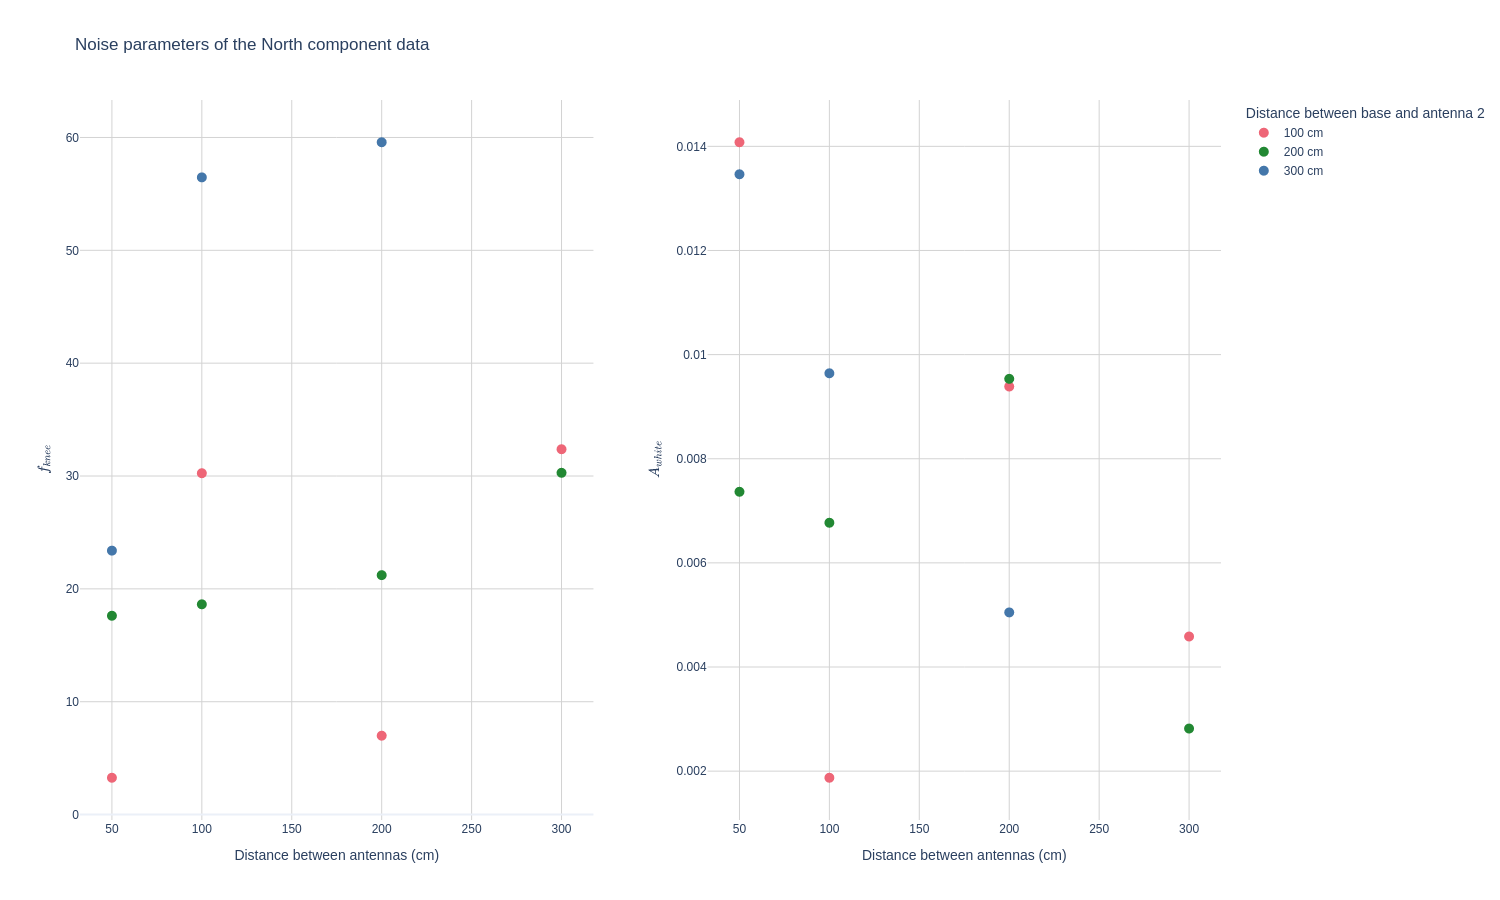 Noise parameters of the North component data
60
50
40
30
20
10
0
f_knee
50 100 150 200 250 300
Distance between antennas (cm)
0.014
0.012
0.01
0.008
0.006
0.004
0.002
A_white
50 100 150 200 250 300
Distance between antennas (cm)
Distance between base and antenna 2
100 cm
200 cm
300 cm